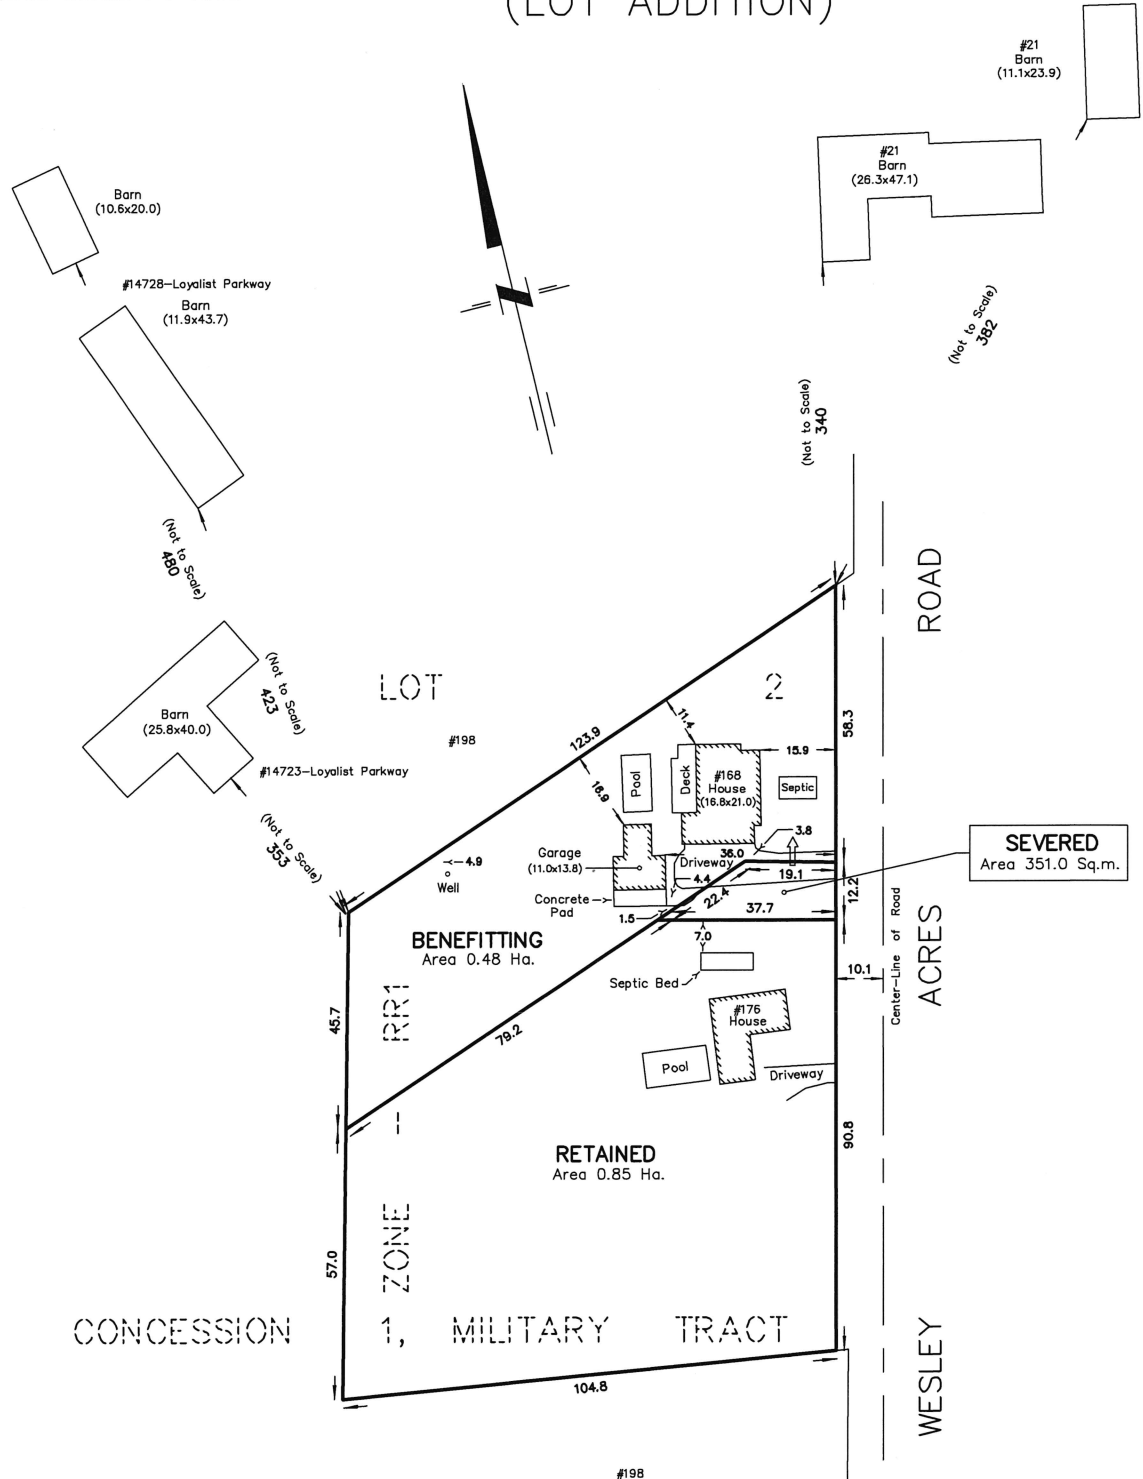 (LOT ADDITION)
#21
Barn
(11.1x23.9)
#21
Barn
(26.3x47.1)
Barn
(10.6x20.0)
#14728-Loyalist Parkway
Barn
(11.9x43.7)
(Not to Scale)
382
(Not to Scale)
340
(Not to Scale)
480
ROAD
(Not to Scale)
423
LOT
2
Barn
(25.8x40.0)
#198
123.9
11.4
58.3
15.9
#14723-Loyalist Parkway
Pool
Deck
#168
House
(16.8x21.0)
Septic
16.9
(Not to Scale)
353
3.8
SEVERED
Area 351.0 Sq.m.
Garage
(11.0x13.8)
36.0
Driveway
4.9
Well
4.4
19.1
12.2
22.4
Concrete
Pad
37.7
1.5
BENEFITTING
Area 0.48 Ha.
7.0
ACRES
Center-Line of Road
10.1
Septic Bed
RR1
45.7
79.2
#176
House
Pool
Driveway
90.8
RETAINED
Area 0.85 Ha.
-
ZONE
57.0
CONCESSION 1, MILITARY TRACT
WESLEY
104.8
#198